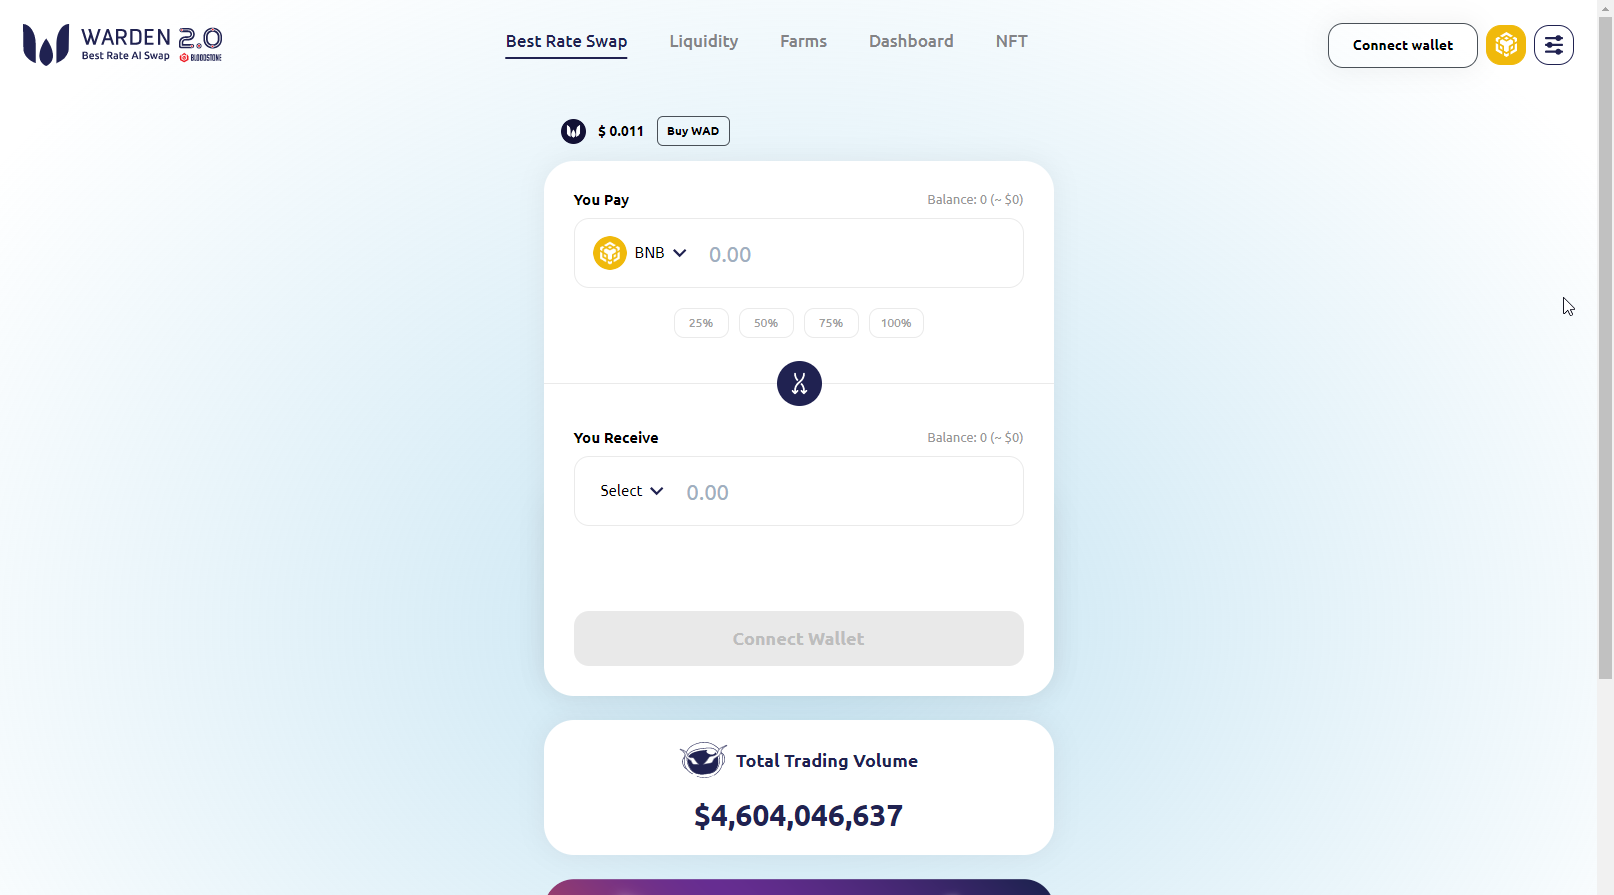 WARDEN 2.0
Best Rate AI Swap BLOODSTONE
Best Rate Swap
Liquidity
Farms
Dashboard
NFT
Connect wallet
$ 0.011
Buy WAD
You Pay
Balance: 0 (~ $0)
BNB
0.00
25%
50%
75%
100%
You Receive
Balance: 0 (~ $0)
Select
0.00
Connect Wallet
Total Trading Volume
$4,604,046,637